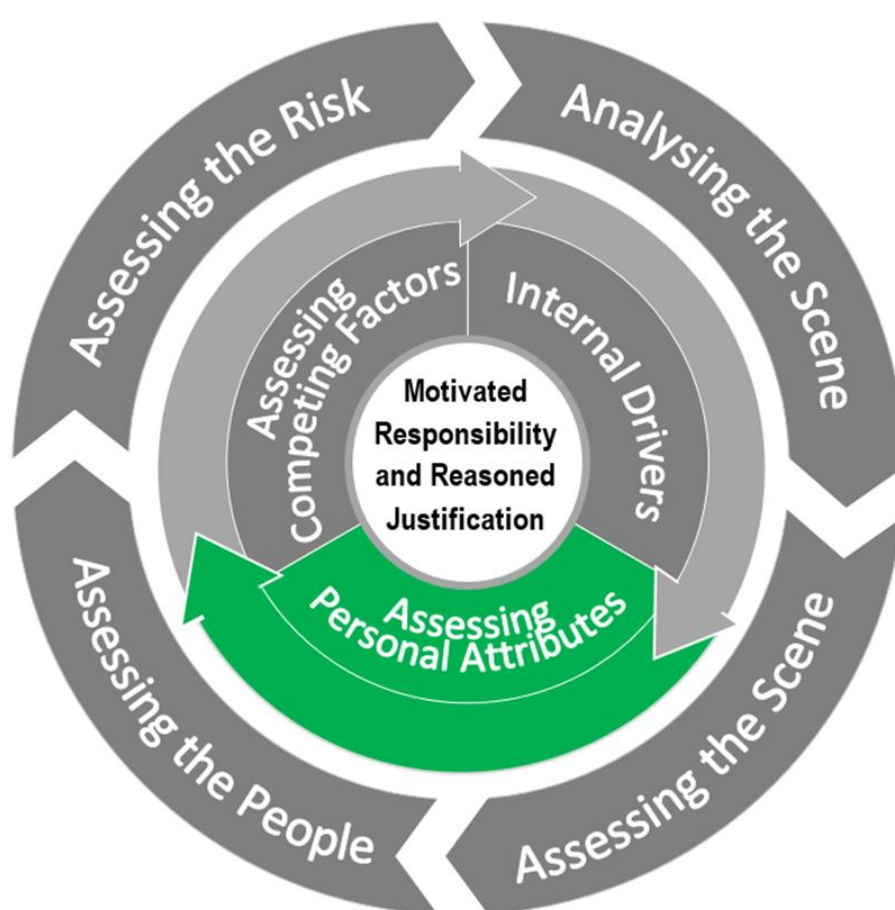 Assessing the Risk
Analysing the Scene
Assessing the Scene
Assessing the People
Assessing
Competing Factors
Internal Drivers
Assessing
Personal Attributes
Motivated
Responsibility
and Reasoned
Justification